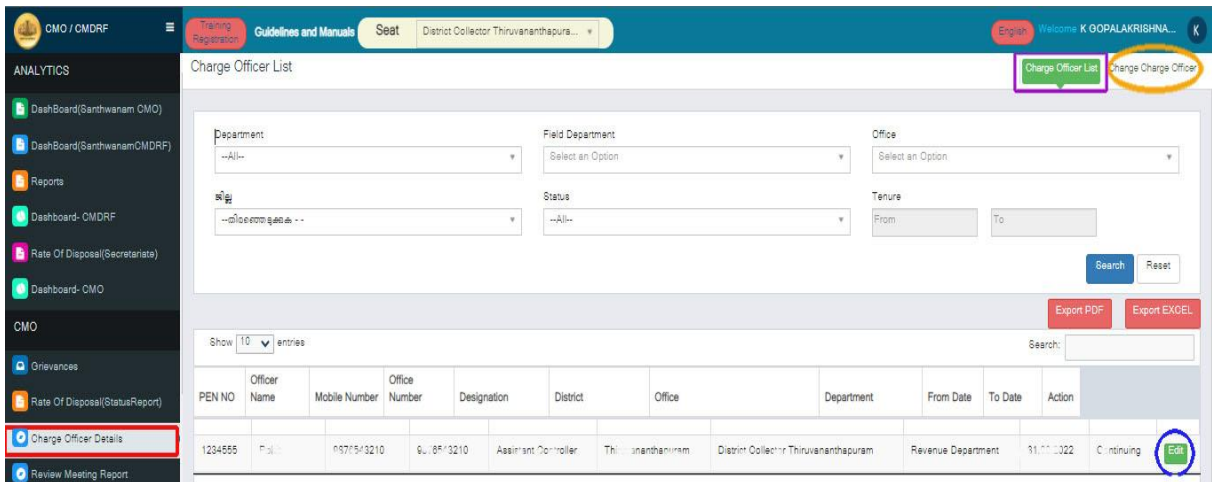 CMO / CMDRF
Training Registration
Guidelines and Manuals
Seat
District Collector Thiruvananthapura...
English
Welcome K GOPALAKRISHNA...
K
ANALYTICS
Charge Officer List
Charge Officer List
Change Charge Officer
DashBoard(Santhwanam CMO)
DashBoard(SanthwanamCMDRF)
Reports
Dashboard- CMDRF
Rate Of Disposal(Secretariate)
Dashboard- CMO
CMO
Grievances
Rate Of Disposal(StatusReport)
Charge Officer Details
Review Meeting Report
Department
Field Department
Office
--All--
Select an Option
Select an Option
ജില്ല
Status
Tenure
--തിരഞ്ഞെടുക്കുക - -
--All--
From
To
Search
Reset
Export PDF
Export EXCEL
Show 10 entries
Search:
PEN NO
Officer Name
Mobile Number
Office Number
Designation
District
Office
Department
From Date
To Date
Action
1234555
District Collector Thiruvananthapuram
Revenue Department
Edit